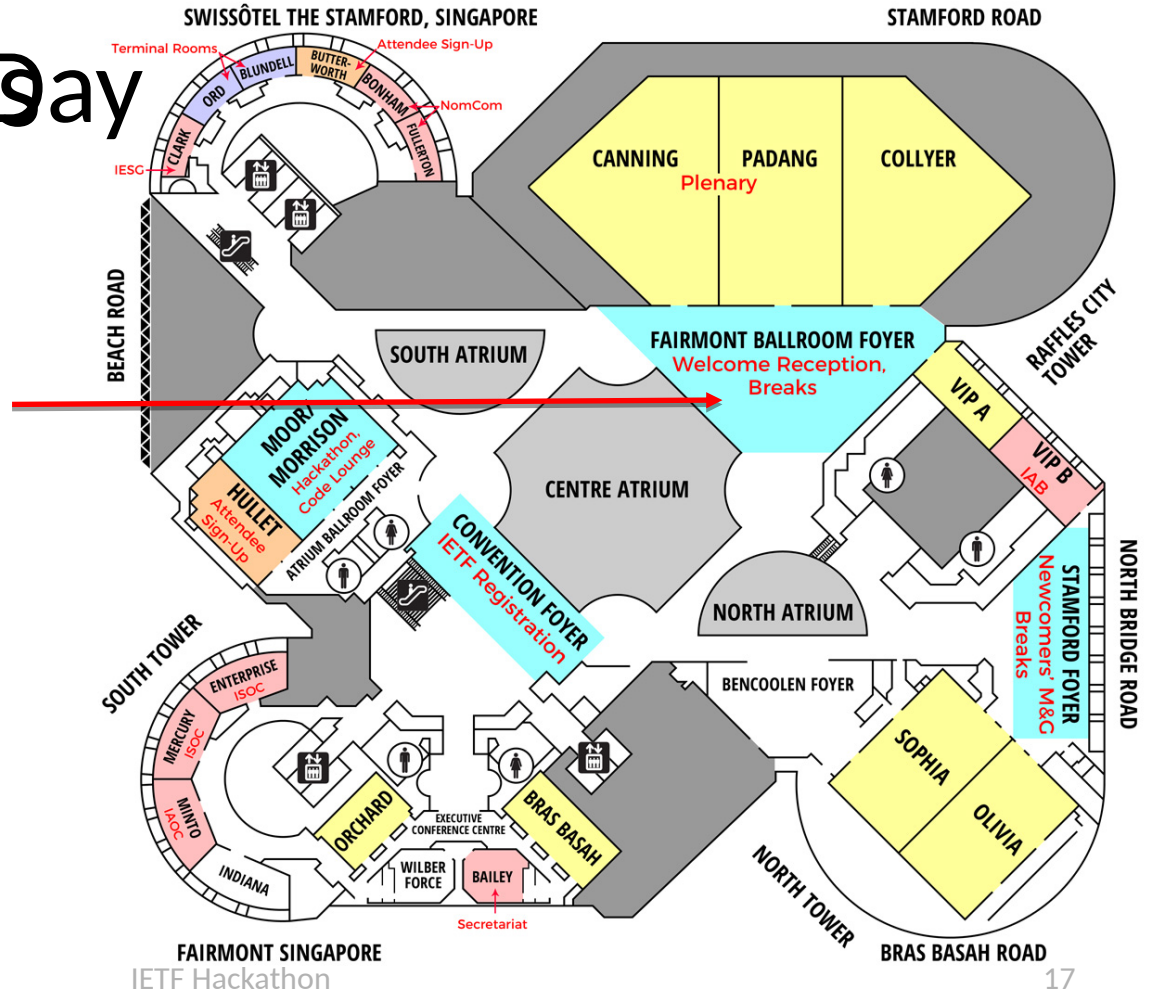 SWISSÔTEL THE STAMFORD, SINGAPORE
STAMFORD ROAD
Terminal Rooms
Attendee Sign-Up
ay
BLUNDELL
BUTTER-
WORTH
ORD
BONHAM
NomCom
CLARK
FULLERTON
IESG
CANNING
PADANG
COLLYER
Plenary
BEACH ROAD
RAFFLES CITY
TOWER
SOUTH ATRIUM
FAIRMONT BALLROOM FOYER
Welcome Reception,
Breaks
VIP A
VIP B
IAB
MOOR/
MORRISON
Hackathon,
Code Lounge
HULLET
Attendee
Sign-Up
ATRIUM BALLROOM FOYER
CENTRE ATRIUM
CONVENTION FOYER
IETF Registration
NORTH ATRIUM
STAMFORD FOYER
Newcomers' M&G
Breaks
NORTH BRIDGE ROAD
SOUTH TOWER
ENTERPRISE
ISOC
MERCURY
ISOC
MINTO
IAOC
INDIANA
BENCOOLEN FOYER
SOPHIA
OLIVIA
ORCHARD
BRAS BASAH
EXECUTIVE
CONFERENCE CENTRE
WILBER
FORCE
BAILEY
Secretariat
NORTH TOWER
FAIRMONT SINGAPORE
BRAS BASAH ROAD
IETF Hackathon
17